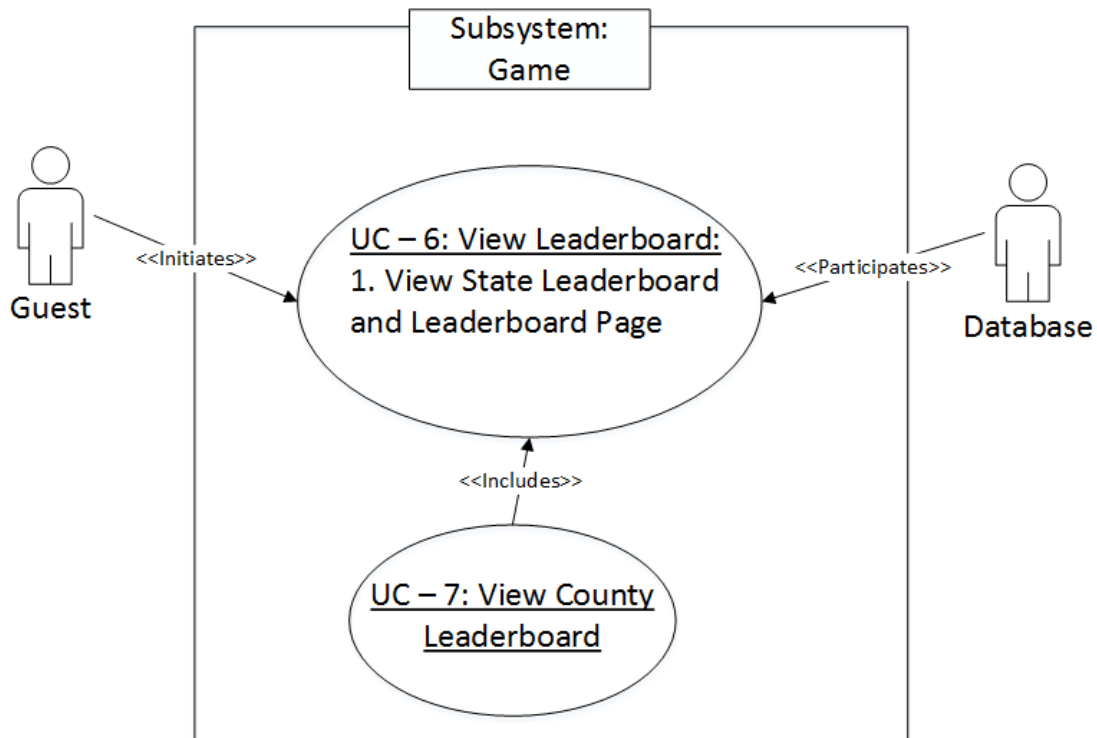 Subsystem:
Game
UC – 6: View Leaderboard:
1. View State Leaderboard
and Leaderboard Page
<<Initiates>>
<<Participates>>
Guest
Database
<<Includes>>
UC – 7: View County
Leaderboard